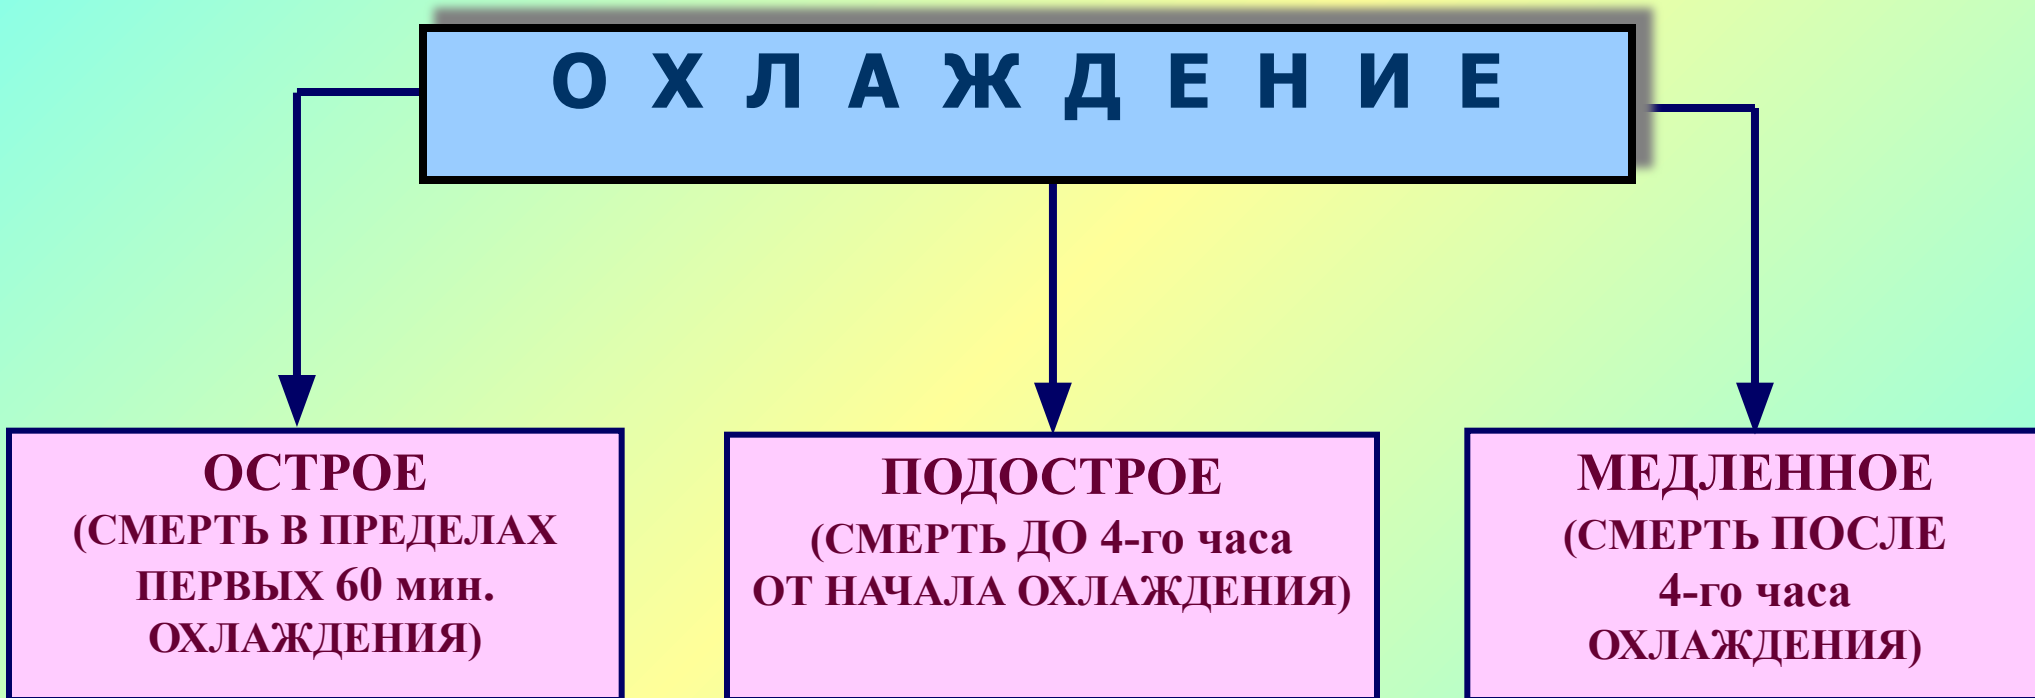 О Х Л А Ж Д Е Н И Е
ОСТРОЕ
(СМЕРТЬ В ПРЕДЕЛАХ
ПЕРВЫХ 60 мин.
ОХЛАЖДЕНИЯ)
ПОДОСТРОЕ
(СМЕРТЬ ДО 4-го часа
ОТ НАЧАЛА ОХЛАЖДЕНИЯ)
МЕДЛЕННОЕ
(СМЕРТЬ ПОСЛЕ
4-го часа
ОХЛАЖДЕНИЯ)